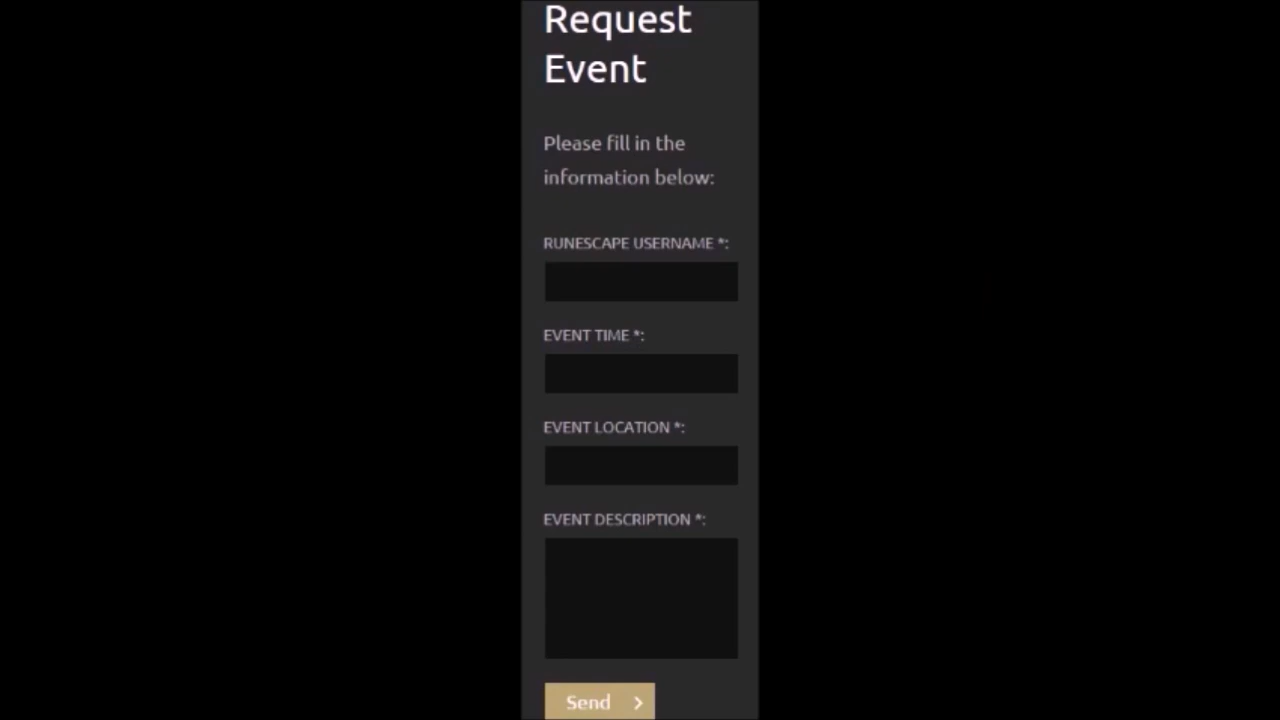 Request
Event
Please fill in the
information below:
RUNESCAPE USERNAME *:
EVENT TIME *:
EVENT LOCATION *:
EVENT DESCRIPTION *:
Send